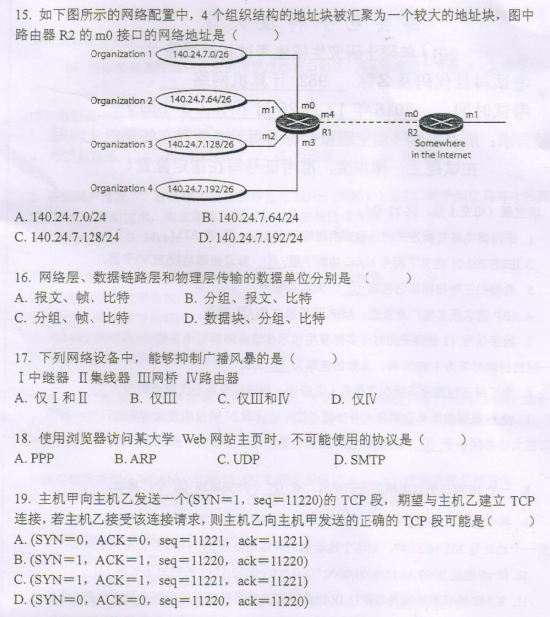 15. 如下图所示的网络配置中，4 个组织结构的地址块被汇聚为一个较大的地址块，图中
路由器 R2 的 m0 接口的网络地址是（ ）
Organization 1 140.24.7.0/26
Organization 2 140.24.7.64/26
m1 m0 m4 m0 m1
R1 R2
Organization 3 140.24.7.128/26 m2 m3 Somewhere
in the Internet
Organization 4 140.24.7.192/26
A. 140.24.7.0/24 B. 140.24.7.64/24
C. 140.24.7.128/24 D. 140.24.7.192/24
16. 网络层、数据链路层和物理层传输的数据单位分别是（ ）
A. 报文、帧、比特 B. 分组、报文、比特
C. 分组、帧、比特 D. 数据块、分组、比特
17. 下列网络设备中，能够抑制广播风暴的是（ ）
Ⅰ中继器 Ⅱ集线器 Ⅲ网桥 Ⅳ路由器
A. 仅Ⅰ和Ⅱ B. 仅Ⅲ C. 仅Ⅲ和Ⅳ D. 仅Ⅳ
18. 使用浏览器访问某大学 Web 网站主页时，不可能使用的协议是（ ）
A. PPP B. ARP C. UDP D. SMTP
19. 主机甲向主机乙发送一个(SYN＝1，seq＝11220)的 TCP 段，期望与主机乙建立 TCP
连接，若主机乙接受该连接请求，则主机乙向主机甲发送的正确的 TCP 段可能是（ ）
A. (SYN＝0，ACK＝0，seq＝11221，ack＝11221)
B. (SYN＝1，ACK＝1，seq＝11220，ack＝11220)
C. (SYN＝1，ACK＝1，seq＝11221，ack＝11221)
D. (SYN＝0，ACK＝0，seq＝11220，ack＝11220)